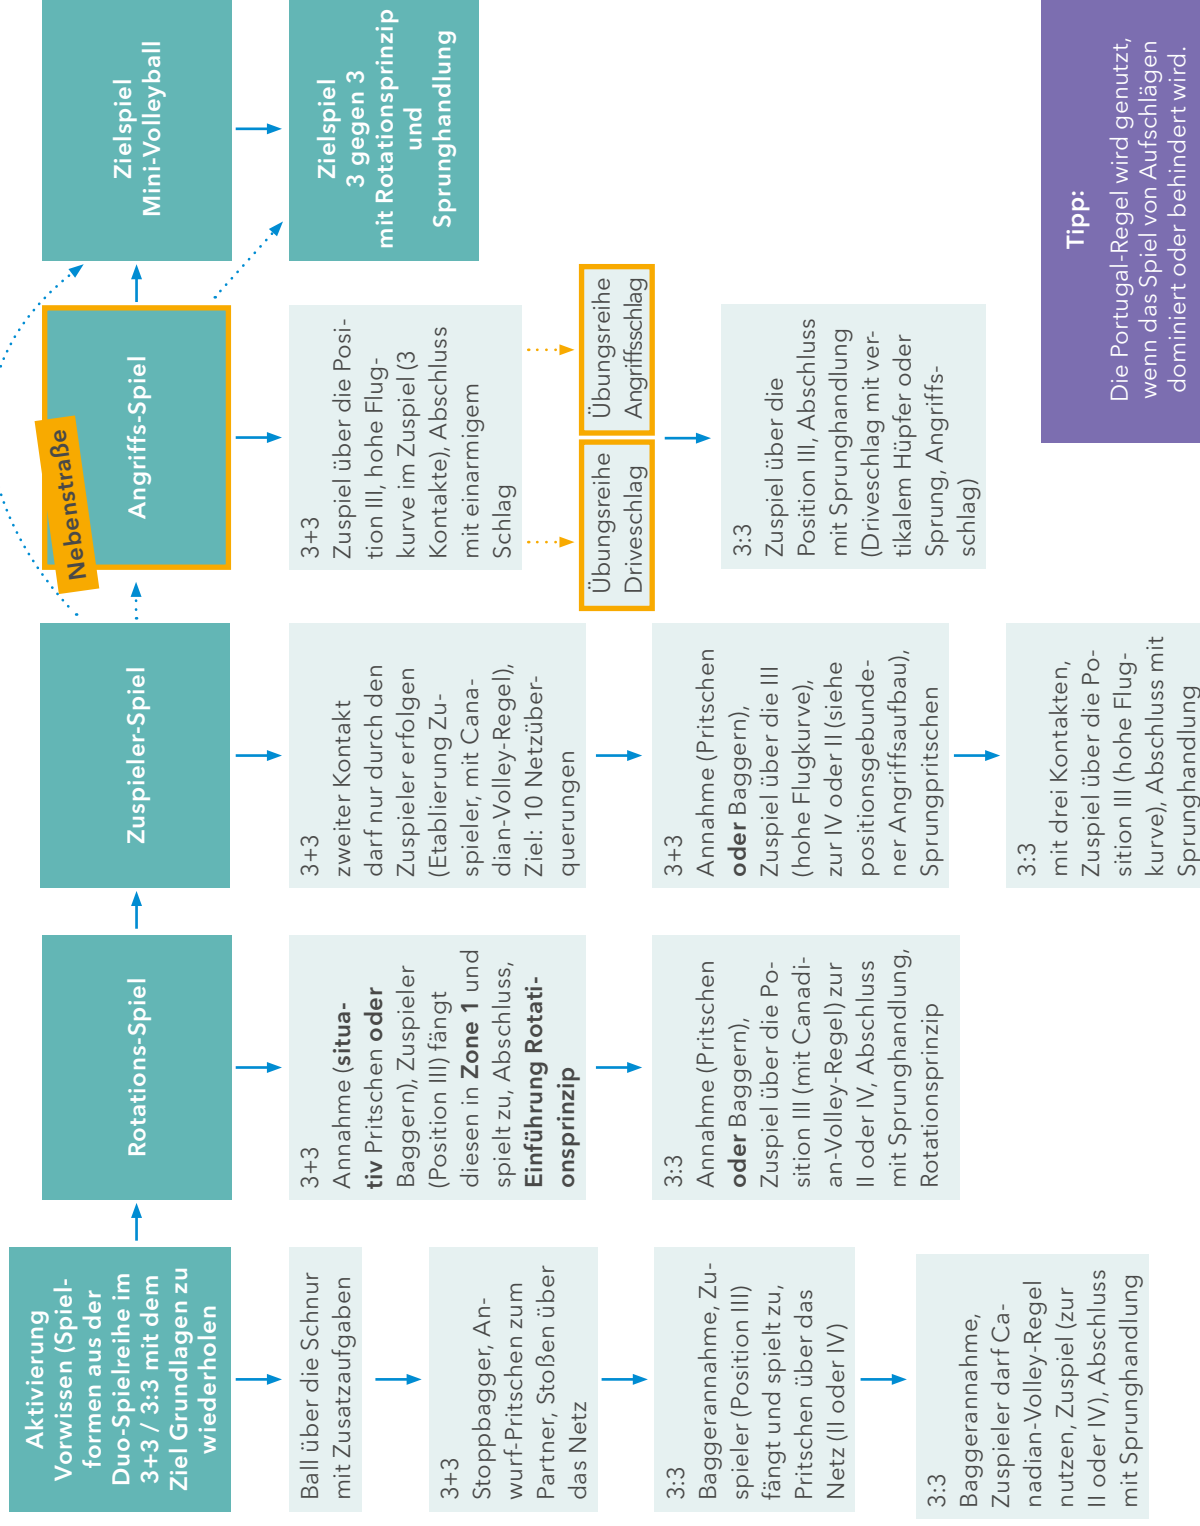 Aktivierung
Vorwissen (Spiel-
formen aus der
Duo-Spielreihe im
3+3 / 3:3 mit dem
Ziel Grundlagen zu
wiederholen
Ball über die Schnur
mit Zusatzaufgaben
3+3
Stoppbagger, An-
wurf-Pritschen zum
Partner, Stoßen über
das Netz
3:3
Baggerannahme, Zu-
spieler (Position III)
fängt und spielt zu,
Pritschen über das
Netz (II oder IV)
3:3
Baggerannahme,
Zuspieler darf Ca-
nadian-Volley-Regel
nutzen, Zuspiel (zur
II oder IV), Abschluss
mit Sprunghandlung
Rotations-Spiel
3+3
Annahme (situa-
tiv Pritschen oder
Baggern), Zuspieler
(Position III) fängt
diesen in Zone 1 und
spielt zu, Abschluss,
Einführung Rotati-
onsprinzip
3:3
Annahme (Pritschen
oder Baggern),
Zuspiel über die Po-
sition III (mit Canadi-
an-Volley-Regel) zur
II oder IV, Abschluss
mit Sprunghandlung,
Rotationsprinzip
Zuspieler-Spiel
3+3
zweiter Kontakt
darf nur durch den
Zuspieler erfolgen
(Etablierung Zu-
spieler, mit Cana-
dian-Volley-Regel),
Ziel: 10 Netzüber-
querungen
3+3
Annahme (Pritschen
oder Baggern),
Zuspiel über die III
(hohe Flugkurve),
zur IV oder II (siehe
positionsgebunde-
ner Angriffsaufbau),
Sprungpritschen
3:3
mit drei Kontakten,
Zuspiel über die Po-
sition III (hohe Flug-
kurve), Abschluss mit
Sprunghandlung
Nebenstraße
Angriffs-Spiel
3+3
Zuspiel über die Posi-
tion III, hohe Flug-
kurve im Zuspiel (3
Kontakte), Abschluss
mit einarmigem
Schlag
Übungsreihe
Driveschlag
Übungsreihe
Angriffsschlag
3:3
Zuspiel über die
Position III, Abschluss
mit Sprunghandlung
(Driveschlag mit ver-
tikalem Hüpfer oder
Sprung, Angriffs-
schlag)
Zielspiel
Mini-Volleyball
Zielspiel
3 gegen 3
mit Rotationsprinzip
und
Sprunghandlung
Tipp:
Die Portugal-Regel wird genutzt,
wenn das Spiel von Aufschlägen
dominiert oder behindert wird.